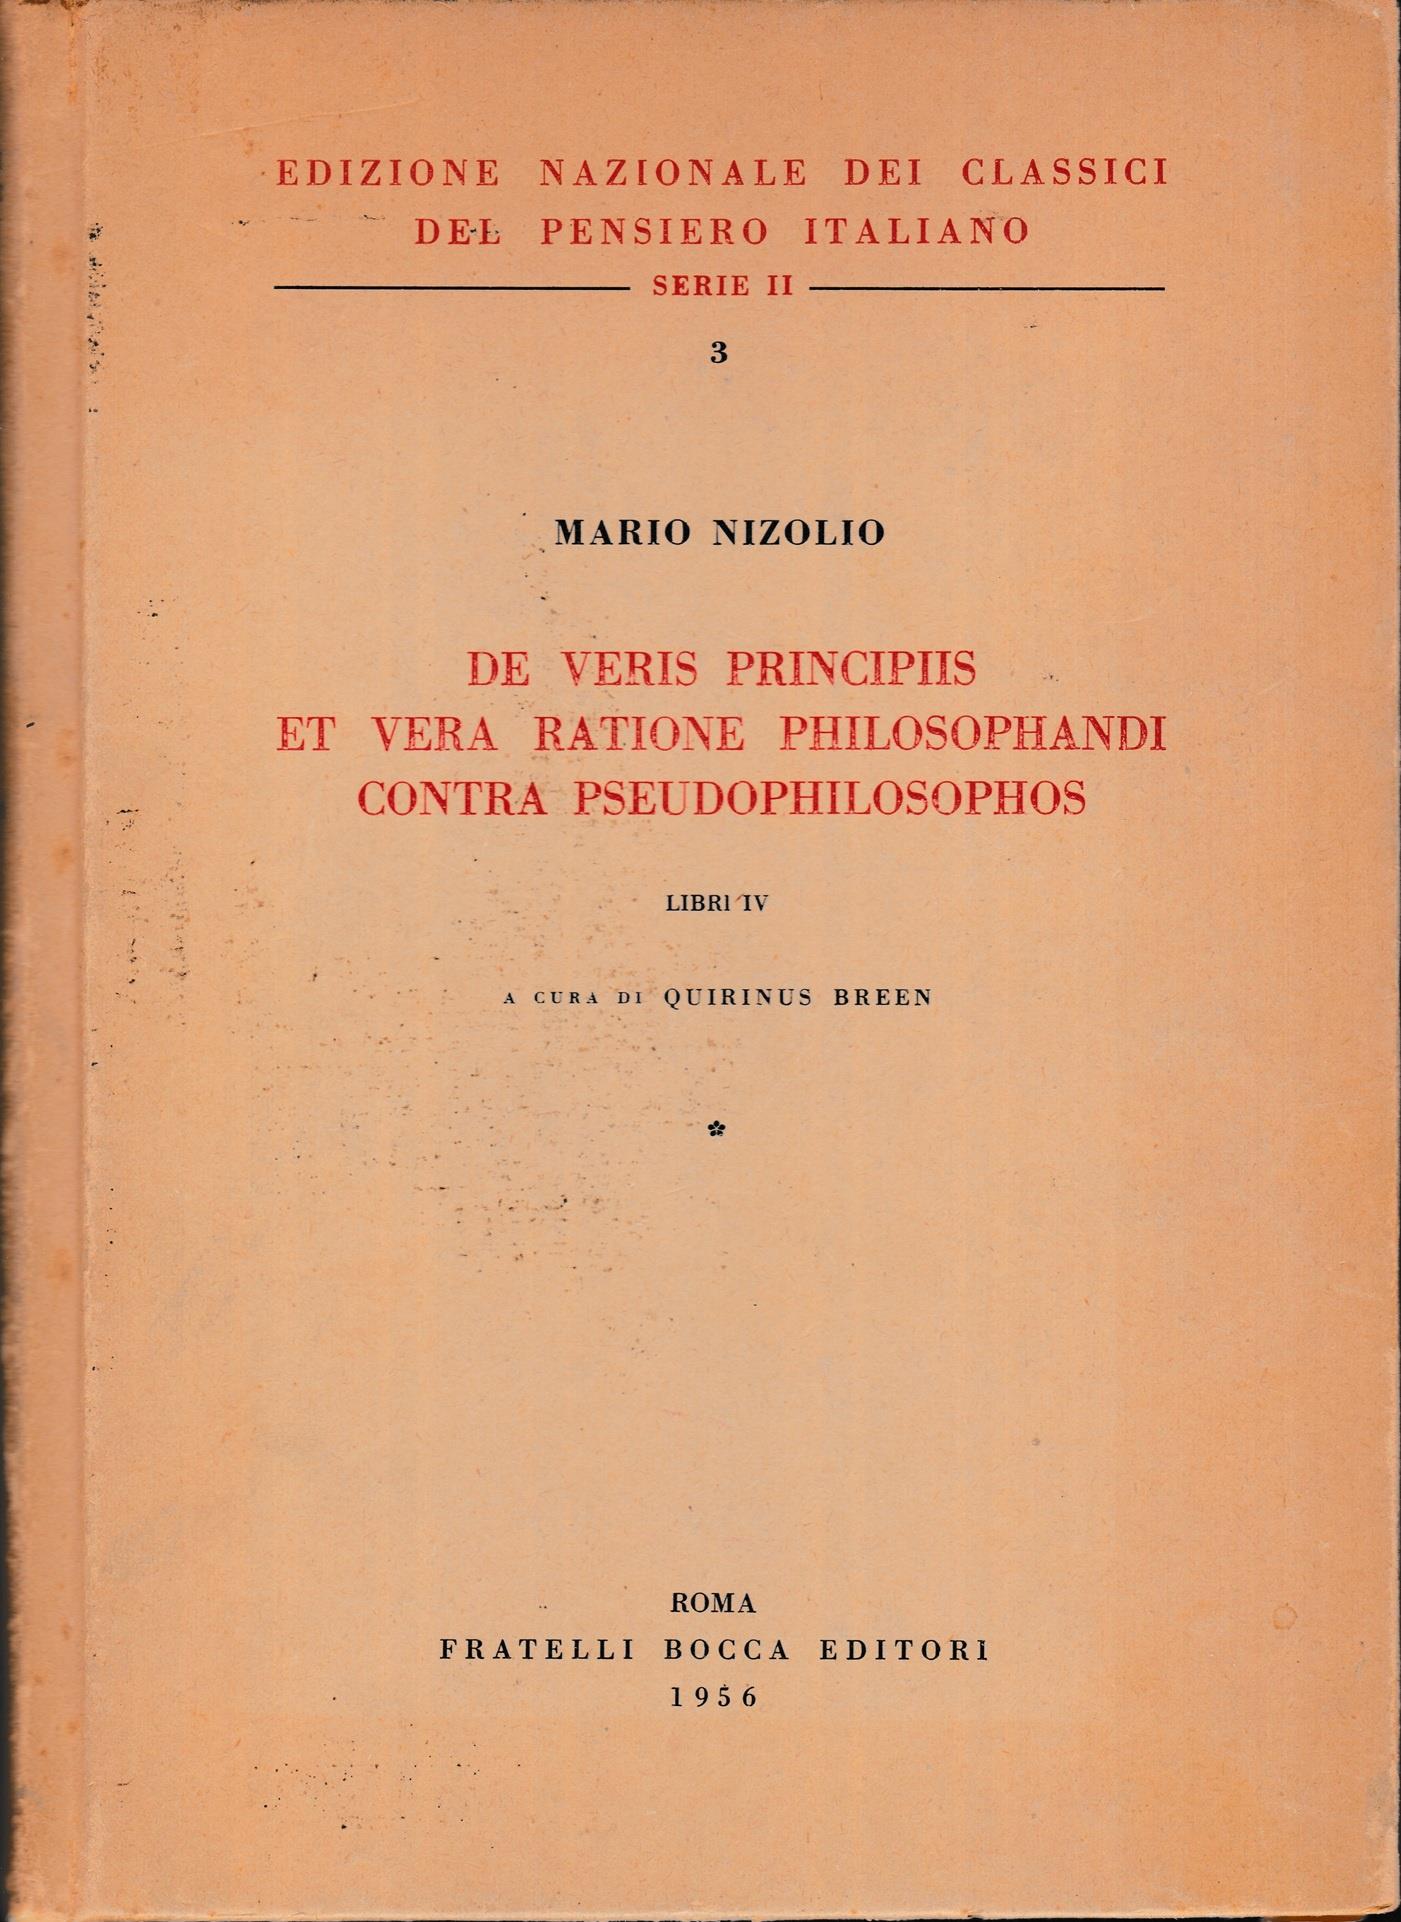 EDIZIONE NAZIONALE DEI CLASSICI
DEL PENSIERO ITALIANO
SERIE II
3
MARIO NIZOLIO
DE VERIS PRINCIPIIS
ET VERA RATIONE PHILOSOPHANDI
CONTRA PSEUDOPHILOSOPHOS
LIBRI IV
A CURA DI QUIRINUS BREEN
*
ROMA
FRATELLI BOCCA EDITORI
1956